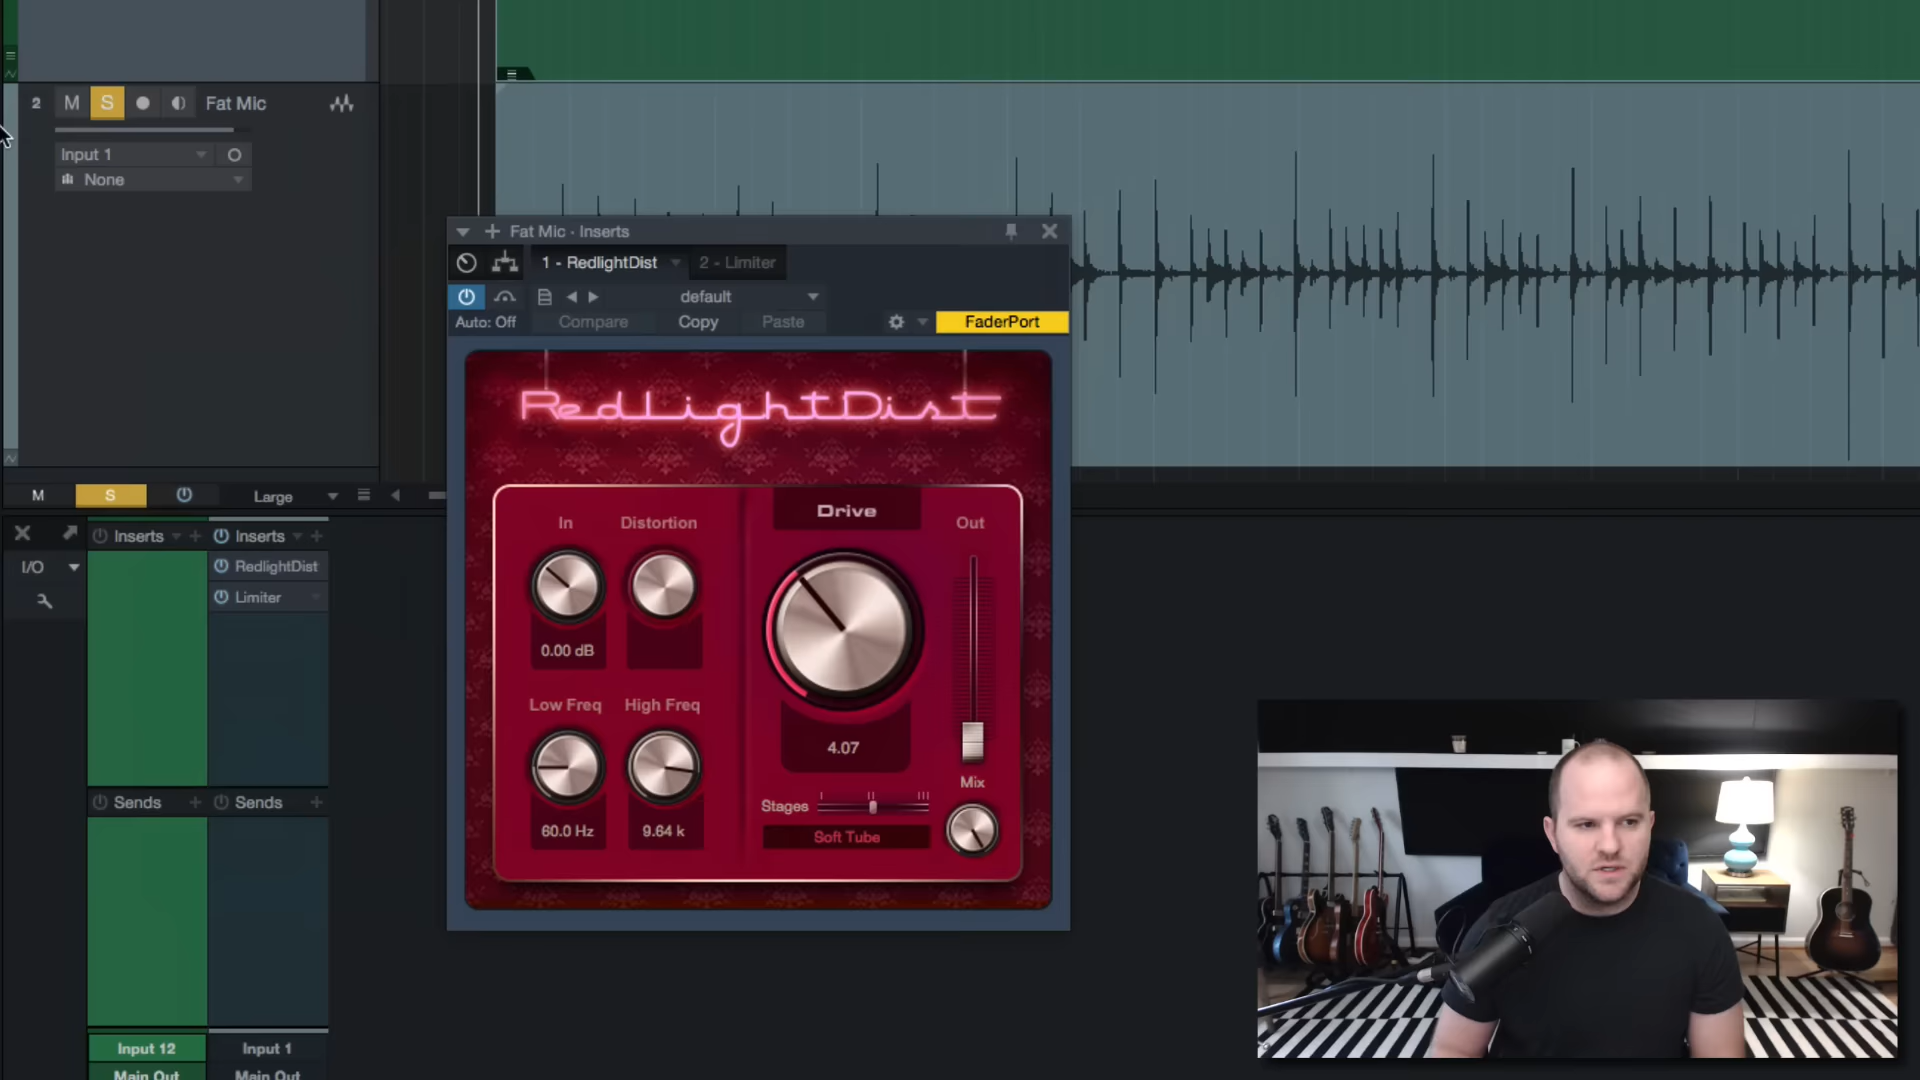 2 M S Fat Mic
Input 1
None
Fat Mic - Inserts
1 - RedlightDist 2 - Limiter
default
Auto: Off Compare Copy Paste FaderPort
RedLightDist
In Distortion Drive Out
0.00 dB
Low Freq High Freq
4.07
Mix
60.0 Hz 9.64 k
Stages I II III
Soft Tube
M S Large
Inserts Inserts
I/O RedlightDist
Limiter
Sends Sends
Input 12 Input 1
Main Out Main Out